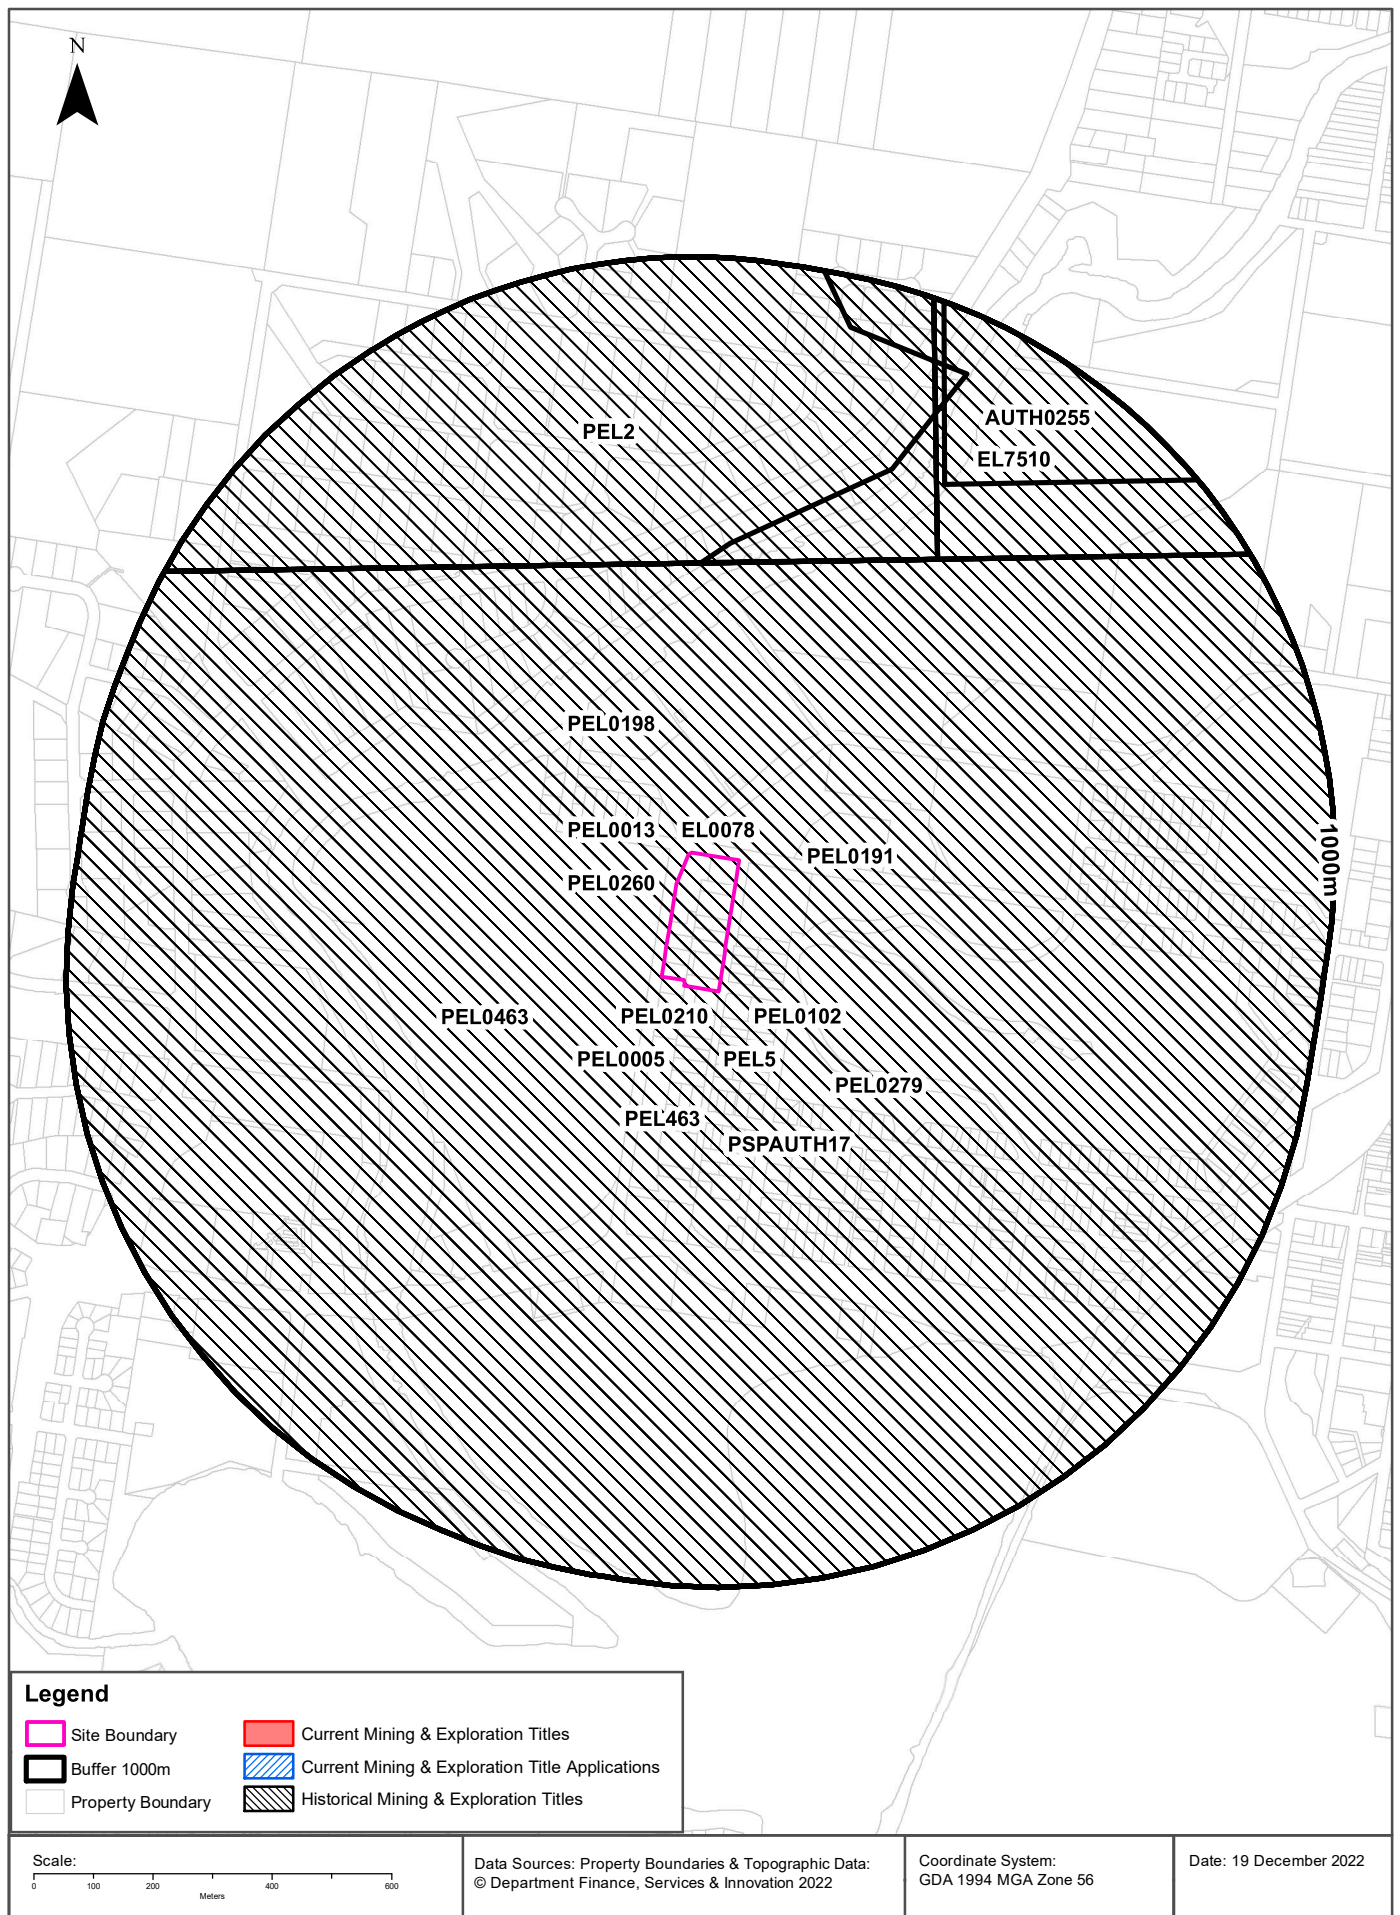 N
PEL2
AUTH0255
EL7510
PEL0198
PEL0013 EL0078
PEL0191
PEL0260
1000m
PEL0463 PEL0210 PEL0102
PEL0005 PEL5
PEL0279
PEL463
PSPAUTH17
Legend
Site Boundary
Buffer 1000m
Property Boundary
Current Mining & Exploration Titles
Current Mining & Exploration Title Applications
Historical Mining & Exploration Titles
Scale:
0 100 200 400 600
Meters
Data Sources: Property Boundaries & Topographic Data:
© Department Finance, Services & Innovation 2022
Coordinate System:
GDA 1994 MGA Zone 56
Date: 19 December 2022